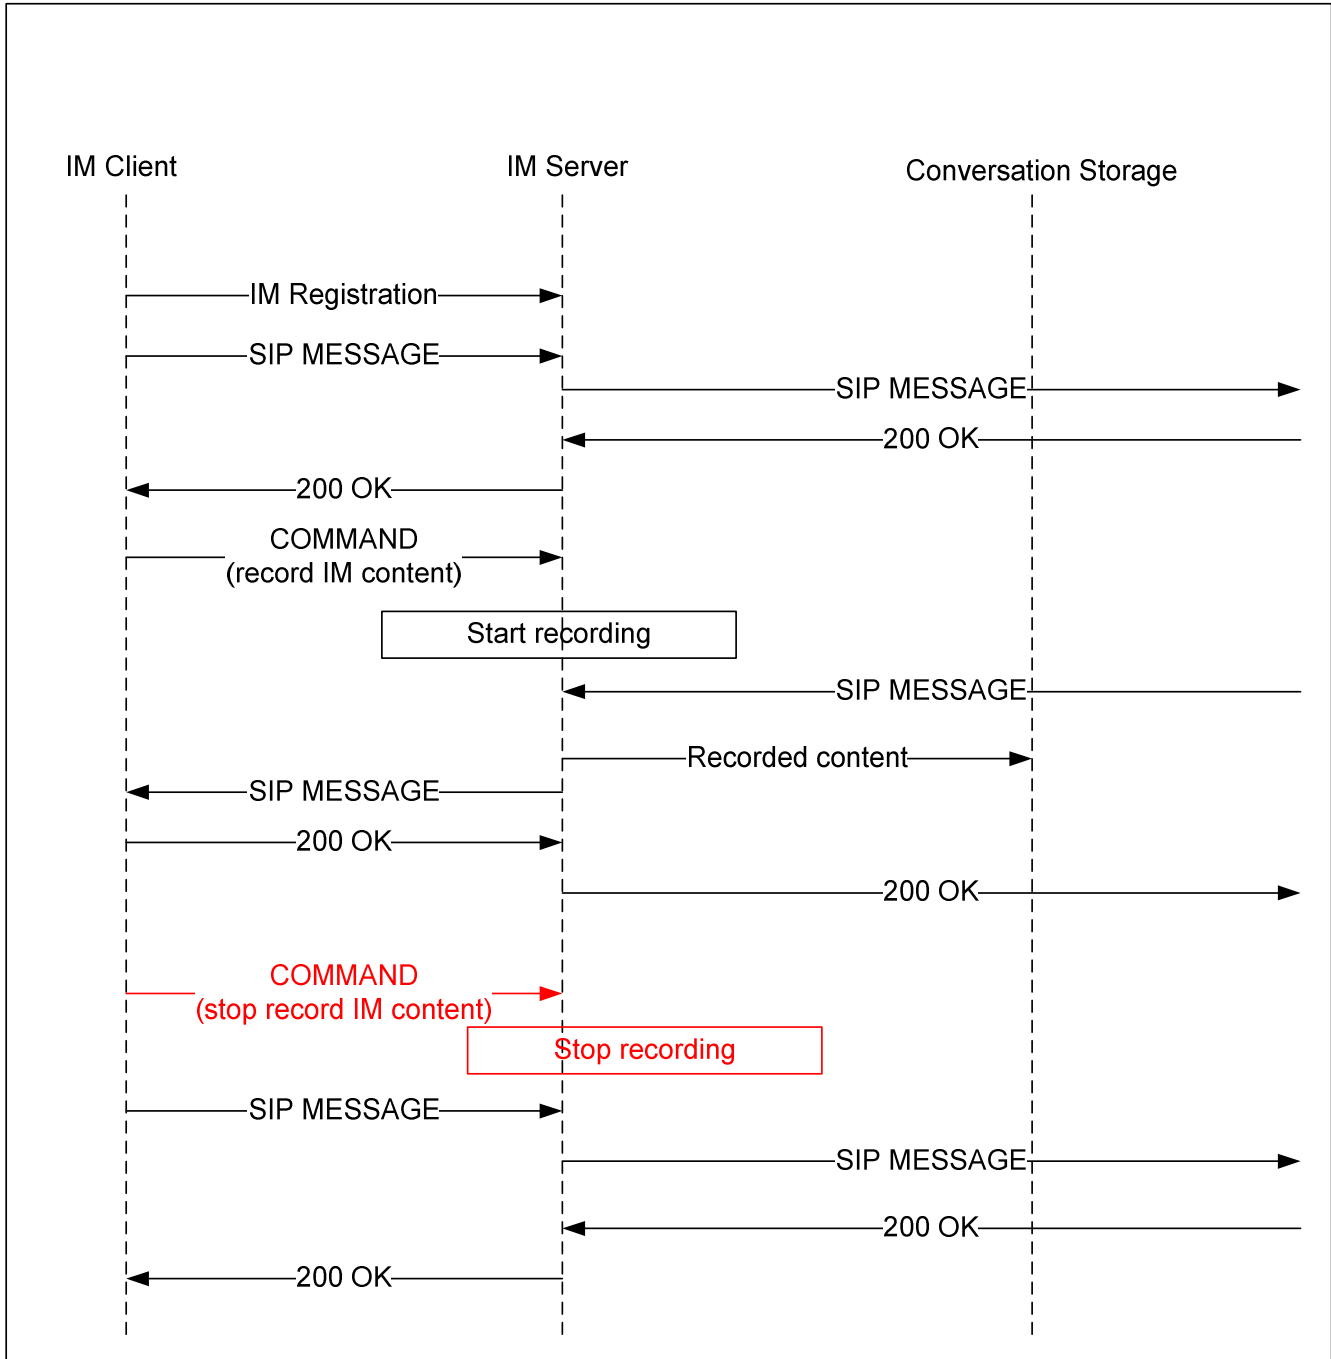 IM Client
IM Server
Conversation Storage
IM Registration
SIP MESSAGE
SIP MESSAGE
200 OK
200 OK
COMMAND
(record IM content)
Start recording
SIP MESSAGE
Recorded content
SIP MESSAGE
200 OK
200 OK
COMMAND
(stop record IM content)
Stop recording
SIP MESSAGE
SIP MESSAGE
200 OK
200 OK